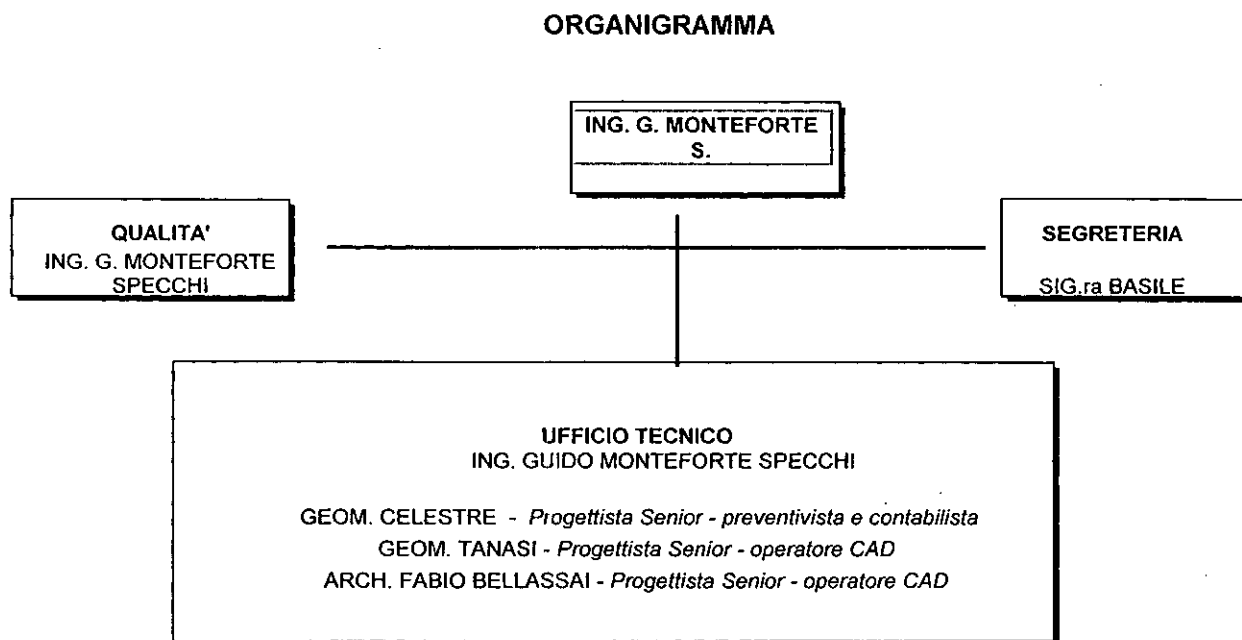 ORGANIGRAMMA
ING. G. MONTEFORTE
S.
QUALITA'
ING. G. MONTEFORTE
SPECCHI
SEGRETERIA
SIG.ra BASILE
UFFICIO TECNICO
ING. GUIDO MONTEFORTE SPECCHI
GEOM. CELESTRE - Progettista Senior - preventivista e contabilista
GEOM. TANASI - Progettista Senior - operatore CAD
ARCH. FABIO BELLASSAI - Progettista Senior - operatore CAD